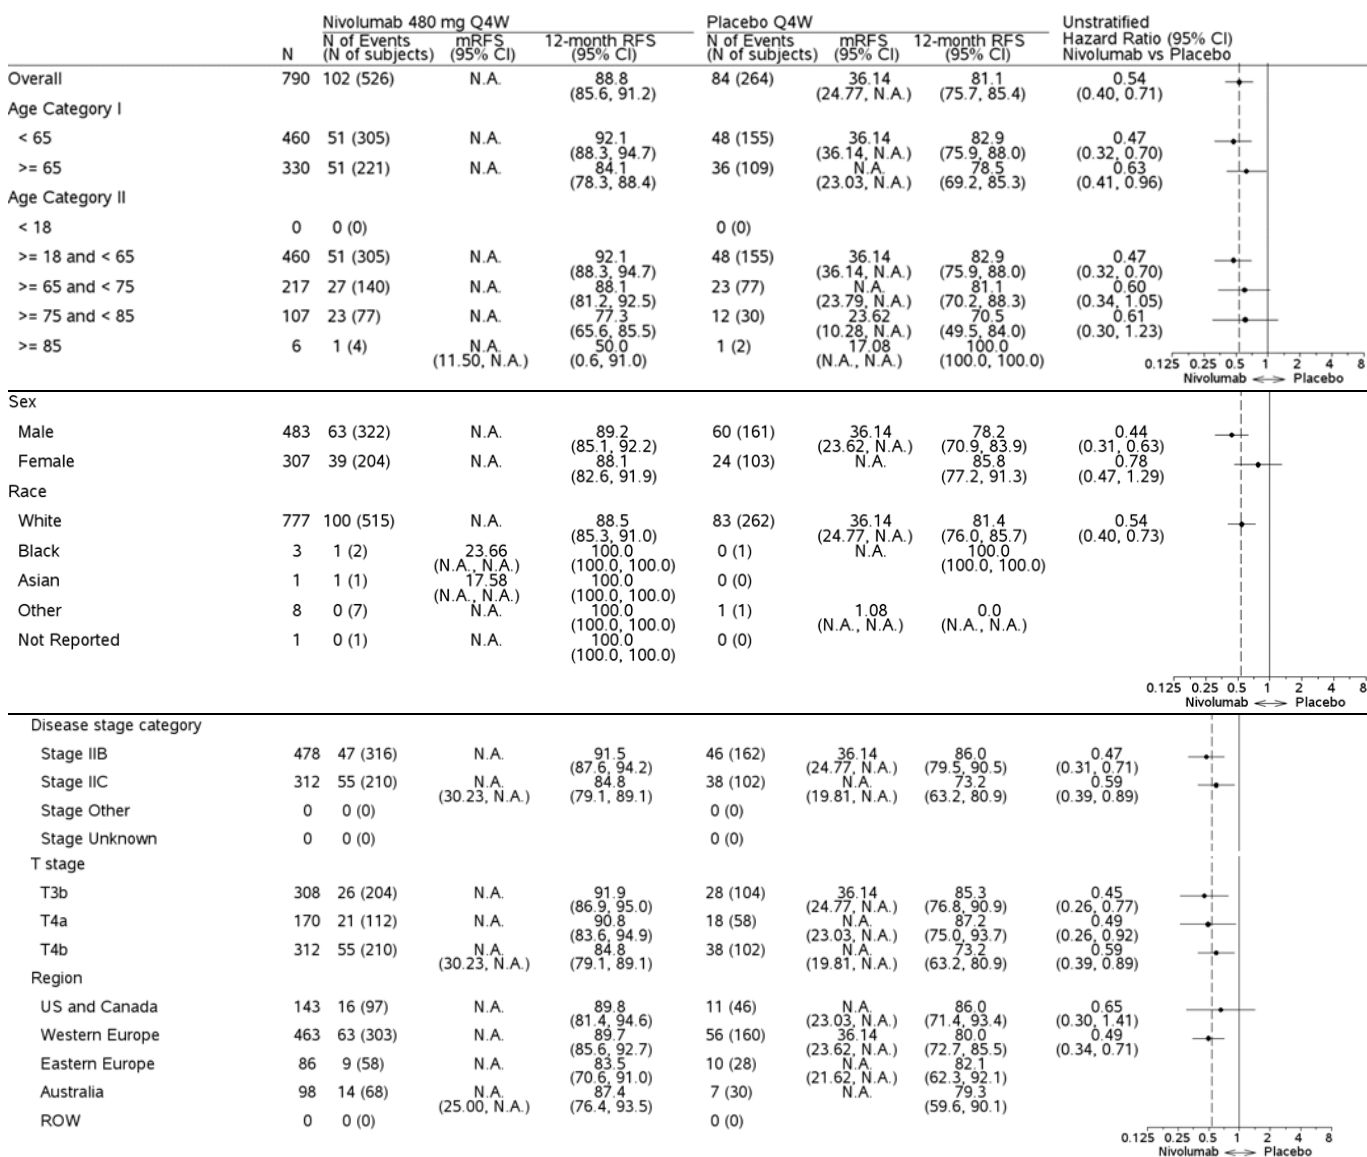 Nivolumab 480 mg Q4W Placebo Q4W Unstratified
N of Events mRFS 12-month RFS N of Events mRFS 12-month RFS Hazard Ratio (95% CI)
N (N of subjects) (95% CI) (95% CI) (N of subjects) (95% CI) (95% CI) Nivolumab vs Placebo
Overall 790 102 (526) N.A. 88.8 84 (264) 36.14 81.1 0.54
(85.6, 91.2) (24.77, N.A.) (75.7, 85.4) (0.40, 0.71)
Age Category I
< 65 460 51 (305) N.A. 92.1 48 (155) 36.14 82.9 0.47
(88.3, 94.7) (36.14, N.A.) (75.9, 88.0) (0.32, 0.70)
>= 65 330 51 (221) N.A. 84.1 36 (109) N.A. 78.5 0.63
(78.3, 88.4) (23.03, N.A.) (69.2, 85.3) (0.41, 0.96)
Age Category II
< 18 0 0 (0) 0 (0)
>= 18 and < 65 460 51 (305) N.A. 92.1 48 (155) 36.14 82.9 0.47
(88.3, 94.7) (36.14, N.A.) (75.9, 88.0) (0.32, 0.70)
>= 65 and < 75 217 27 (140) N.A. 88.1 23 (77) N.A. 81.1 0.60
(81.2, 92.5) (23.79, N.A.) (70.2, 88.3) (0.34, 1.05)
>= 75 and < 85 107 23 (77) N.A. 77.3 12 (30) 23.62 70.5 0.61
(65.6, 85.5) (10.28, N.A.) (49.5, 84.0) (0.30, 1.23)
>= 85 6 1 (4) N.A. 50.0 1 (2) 17.08 100.0
(11.50, N.A.) (0.6, 91.0) (N.A., N.A.) (100.0, 100.0)
0.125 0.25 0.5 1 2 4 8
Nivolumab <—> Placebo
Sex
Male 483 63 (322) N.A. 89.2 60 (161) 36.14 78.2 0.44
(85.1, 92.2) (23.62, N.A.) (70.9, 83.9) (0.31, 0.63)
Female 307 39 (204) N.A. 88.1 24 (103) N.A. 85.8 0.78
(82.6, 91.9) (77.2, 91.3) (0.47, 1.29)
Race
White 777 100 (515) N.A. 88.5 83 (262) 36.14 81.4 0.54
(85.3, 91.0) (24.77, N.A.) (76.0, 85.7) (0.40, 0.73)
Black 3 1 (2) 23.66 100.0 0 (1) N.A. 100.0
(N.A., N.A.) (100.0, 100.0) (100.0, 100.0)
Asian 1 1 (1) 17.58 100.0 0 (0)
(N.A., N.A.) (100.0, 100.0)
Other 8 0 (7) N.A. 100.0 1 (1) 1.08 0.0
(100.0, 100.0) (N.A., N.A.) (N.A., N.A.)
Not Reported 1 0 (1) N.A. 100.0 0 (0)
(100.0, 100.0)
0.125 0.25 0.5 1 2 4 8
Nivolumab <—> Placebo
Disease stage category
Stage IIB 478 47 (316) N.A. 91.5 46 (162) 36.14 86.0 0.47
(87.6, 94.2) (24.77, N.A.) (79.5, 90.5) (0.31, 0.71)
Stage IIC 312 55 (210) N.A. 84.8 38 (102) N.A. 73.2 0.59
(30.23, N.A.) (79.1, 89.1) (19.81, N.A.) (63.2, 80.9) (0.39, 0.89)
Stage Other 0 0 (0) 0 (0)
Stage Unknown 0 0 (0) 0 (0)
T stage
T3b 308 26 (204) N.A. 91.9 28 (104) 36.14 85.3 0.45
(86.9, 95.0) (24.77, N.A.) (76.8, 90.9) (0.26, 0.77)
T4a 170 21 (112) N.A. 90.8 18 (58) N.A. 87.2 0.49
(83.6, 94.9) (23.03, N.A.) (75.0, 93.7) (0.26, 0.92)
T4b 312 55 (210) N.A. 84.8 38 (102) N.A. 73.2 0.59
(30.23, N.A.) (79.1, 89.1) (19.81, N.A.) (63.2, 80.9) (0.39, 0.89)
Region
US and Canada 143 16 (97) N.A. 89.8 11 (46) N.A. 86.0 0.65
(81.4, 94.6) (23.03, N.A.) (71.4, 93.4) (0.30, 1.41)
Western Europe 463 63 (303) N.A. 89.7 56 (160) 36.14 80.0 0.49
(85.6, 92.7) (23.62, N.A.) (72.7, 85.5) (0.34, 0.71)
Eastern Europe 86 9 (58) N.A. 83.5 10 (28) N.A. 82.1
(70.6, 91.0) (21.62, N.A.) (62.3, 92.1)
Australia 98 14 (68) N.A. 87.4 7 (30) N.A. 79.3
(25.00, N.A.) (76.4, 93.5) (59.6, 90.1)
ROW 0 0 (0) 0 (0)
0.125 0.25 0.5 1 2 4 8
Nivolumab <—> Placebo